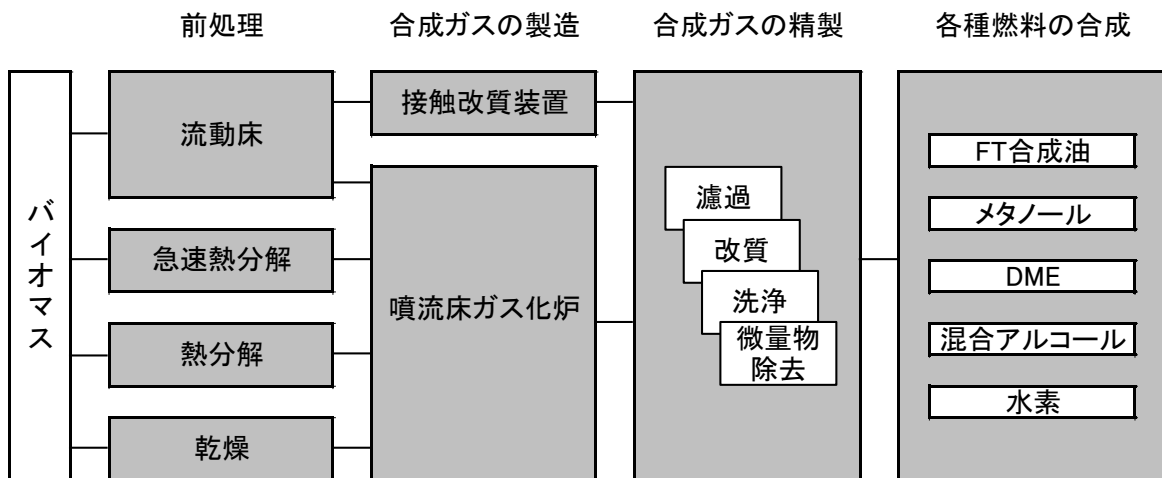 前処理
合成ガスの製造
合成ガスの精製
各種燃料の合成
バイオマス
流動床
急速熱分解
熱分解
乾燥
接触改質装置
噴流床ガス化炉
濾過
改質
洗浄
微量物
除去
FT合成油
メタノール
DME
混合アルコール
水素